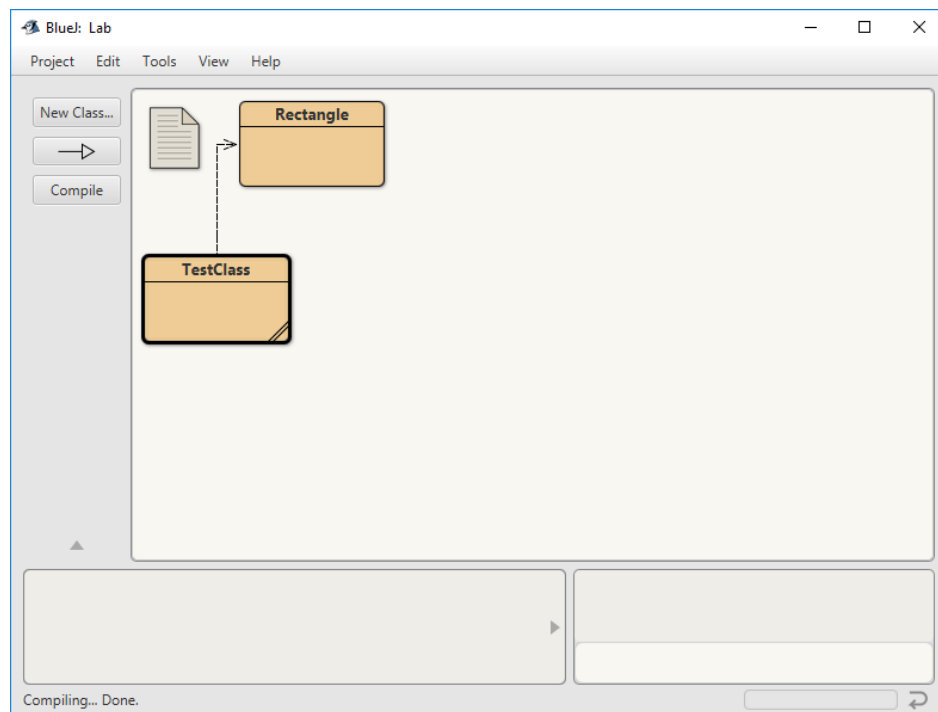 BlueJ: Lab
Project Edit Tools View Help
New Class...
Compile
Rectangle
TestClass
Compiling... Done.